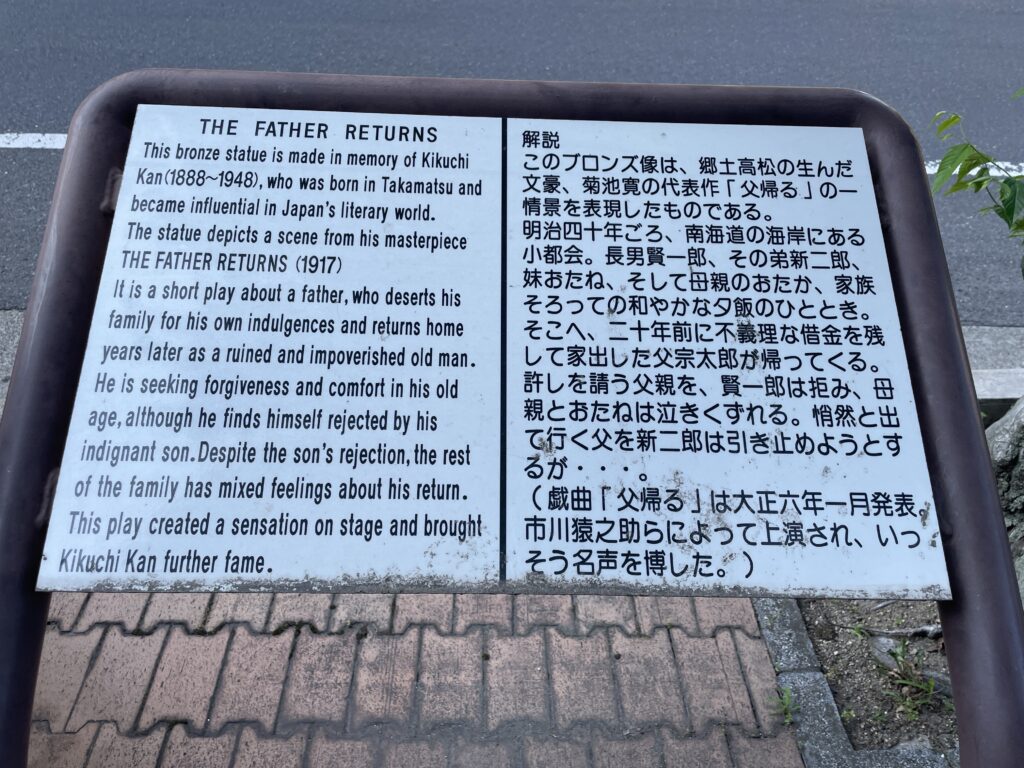 THE FATHER RETURNS
This bronze statue is made in memory of Kikuchi
Kan(1888~1948), who was born in Takamatsu and
became influential in Japan's literary world.
The statue depicts a scene from his masterpiece
THE FATHER RETURNS (1917)
It is a short play about a father, who deserts his
family for his own indulgences and returns home
years later as a ruined and impoverished old man.
He is seeking forgiveness and comfort in his old
age, although he finds himself rejected by his
indignant son. Despite the son's rejection, the rest
of the family has mixed feelings about his return.
This play created a sensation on stage and brought
Kikuchi Kan further fame.
解説
このブロンズ像は、郷土高松の生んだ
文豪、菊池寛の代表作「父帰る」の一
情景を表現したものである。
明治四十年ごろ、南海道の海岸にある
小都会。長男賢一郎、その弟新二郎、
妹おたね、そして母親のおたか、家族
そろっての和やかな夕飯のひととき。
そこへ、二十年前に不義理な借金を残
して家出した父宗太郎が帰ってくる。
許しを請う父親を、賢一郎は拒み、母
親とおたねは泣きくずれる。悄然と出
て行く父を新二郎は引き止めようとす
るが・・・。
（戯曲「父帰る」は大正六年一月発表。
市川猿之助らによって上演され、いっ
そう名声を博した。）